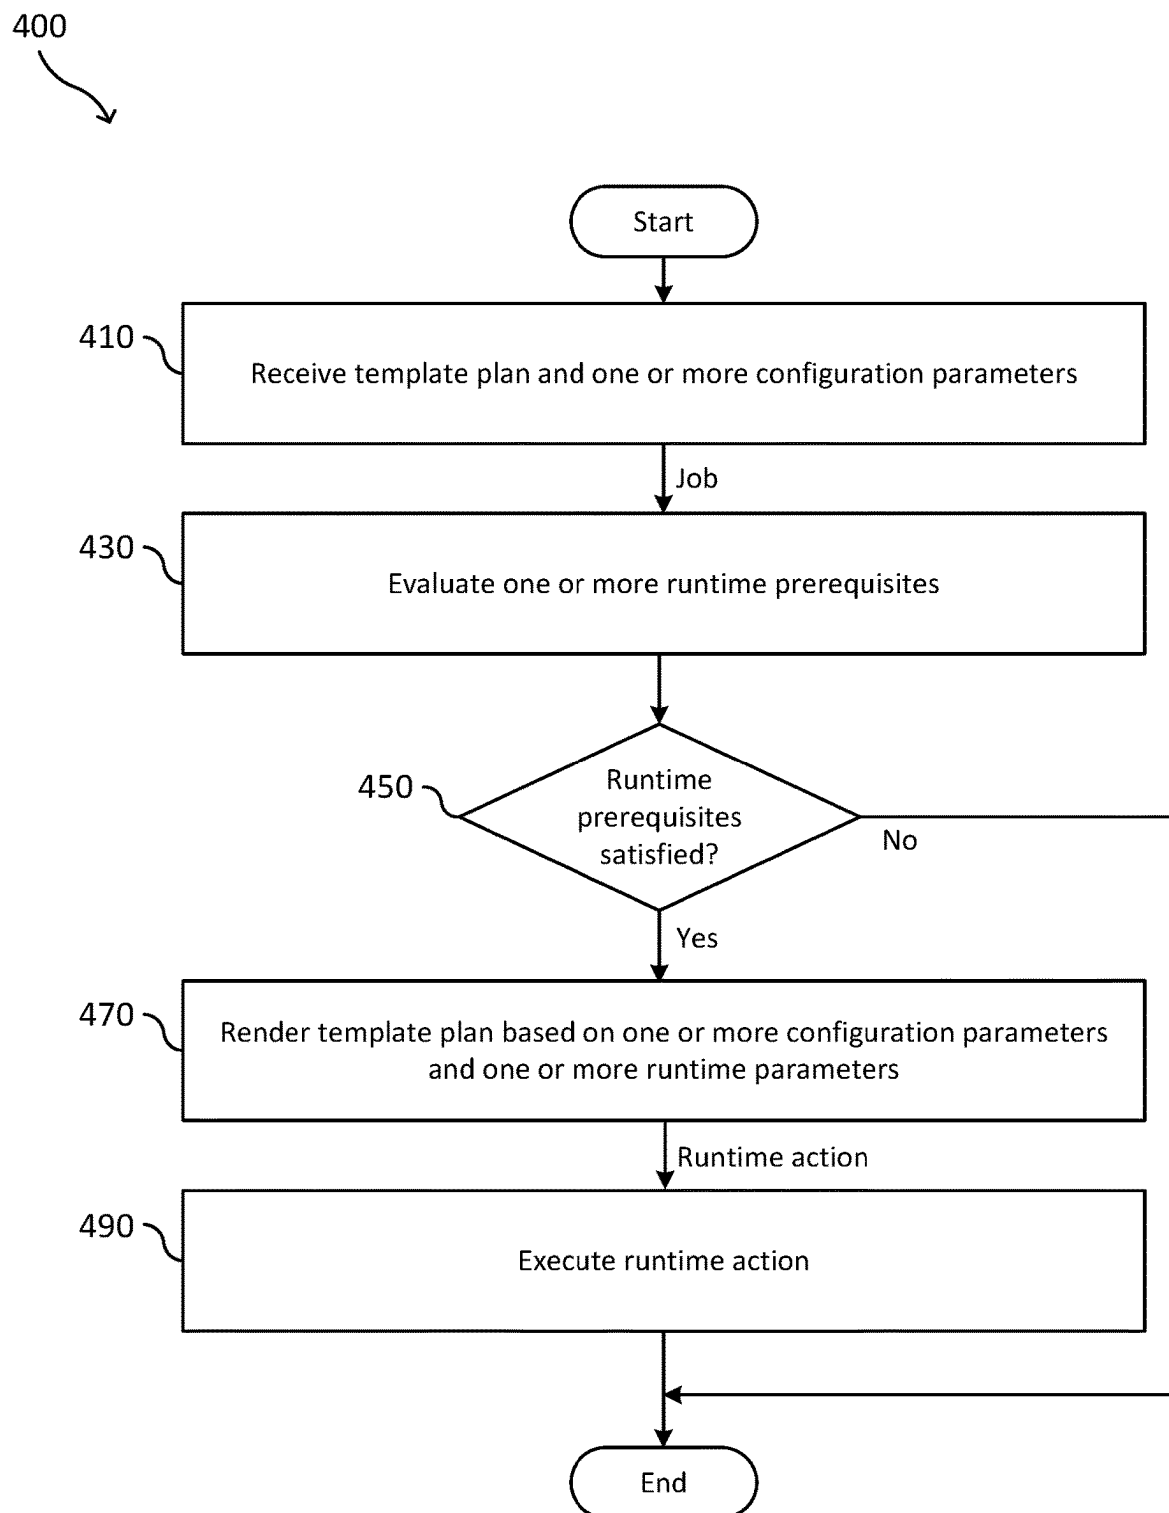 400
Start
410
Receive template plan and one or more configuration parameters
Job
430
Evaluate one or more runtime prerequisites
450
Runtime
prerequisites
satisfied?
No
Yes
470
Render template plan based on one or more configuration parameters
and one or more runtime parameters
Runtime action
490
Execute runtime action
End